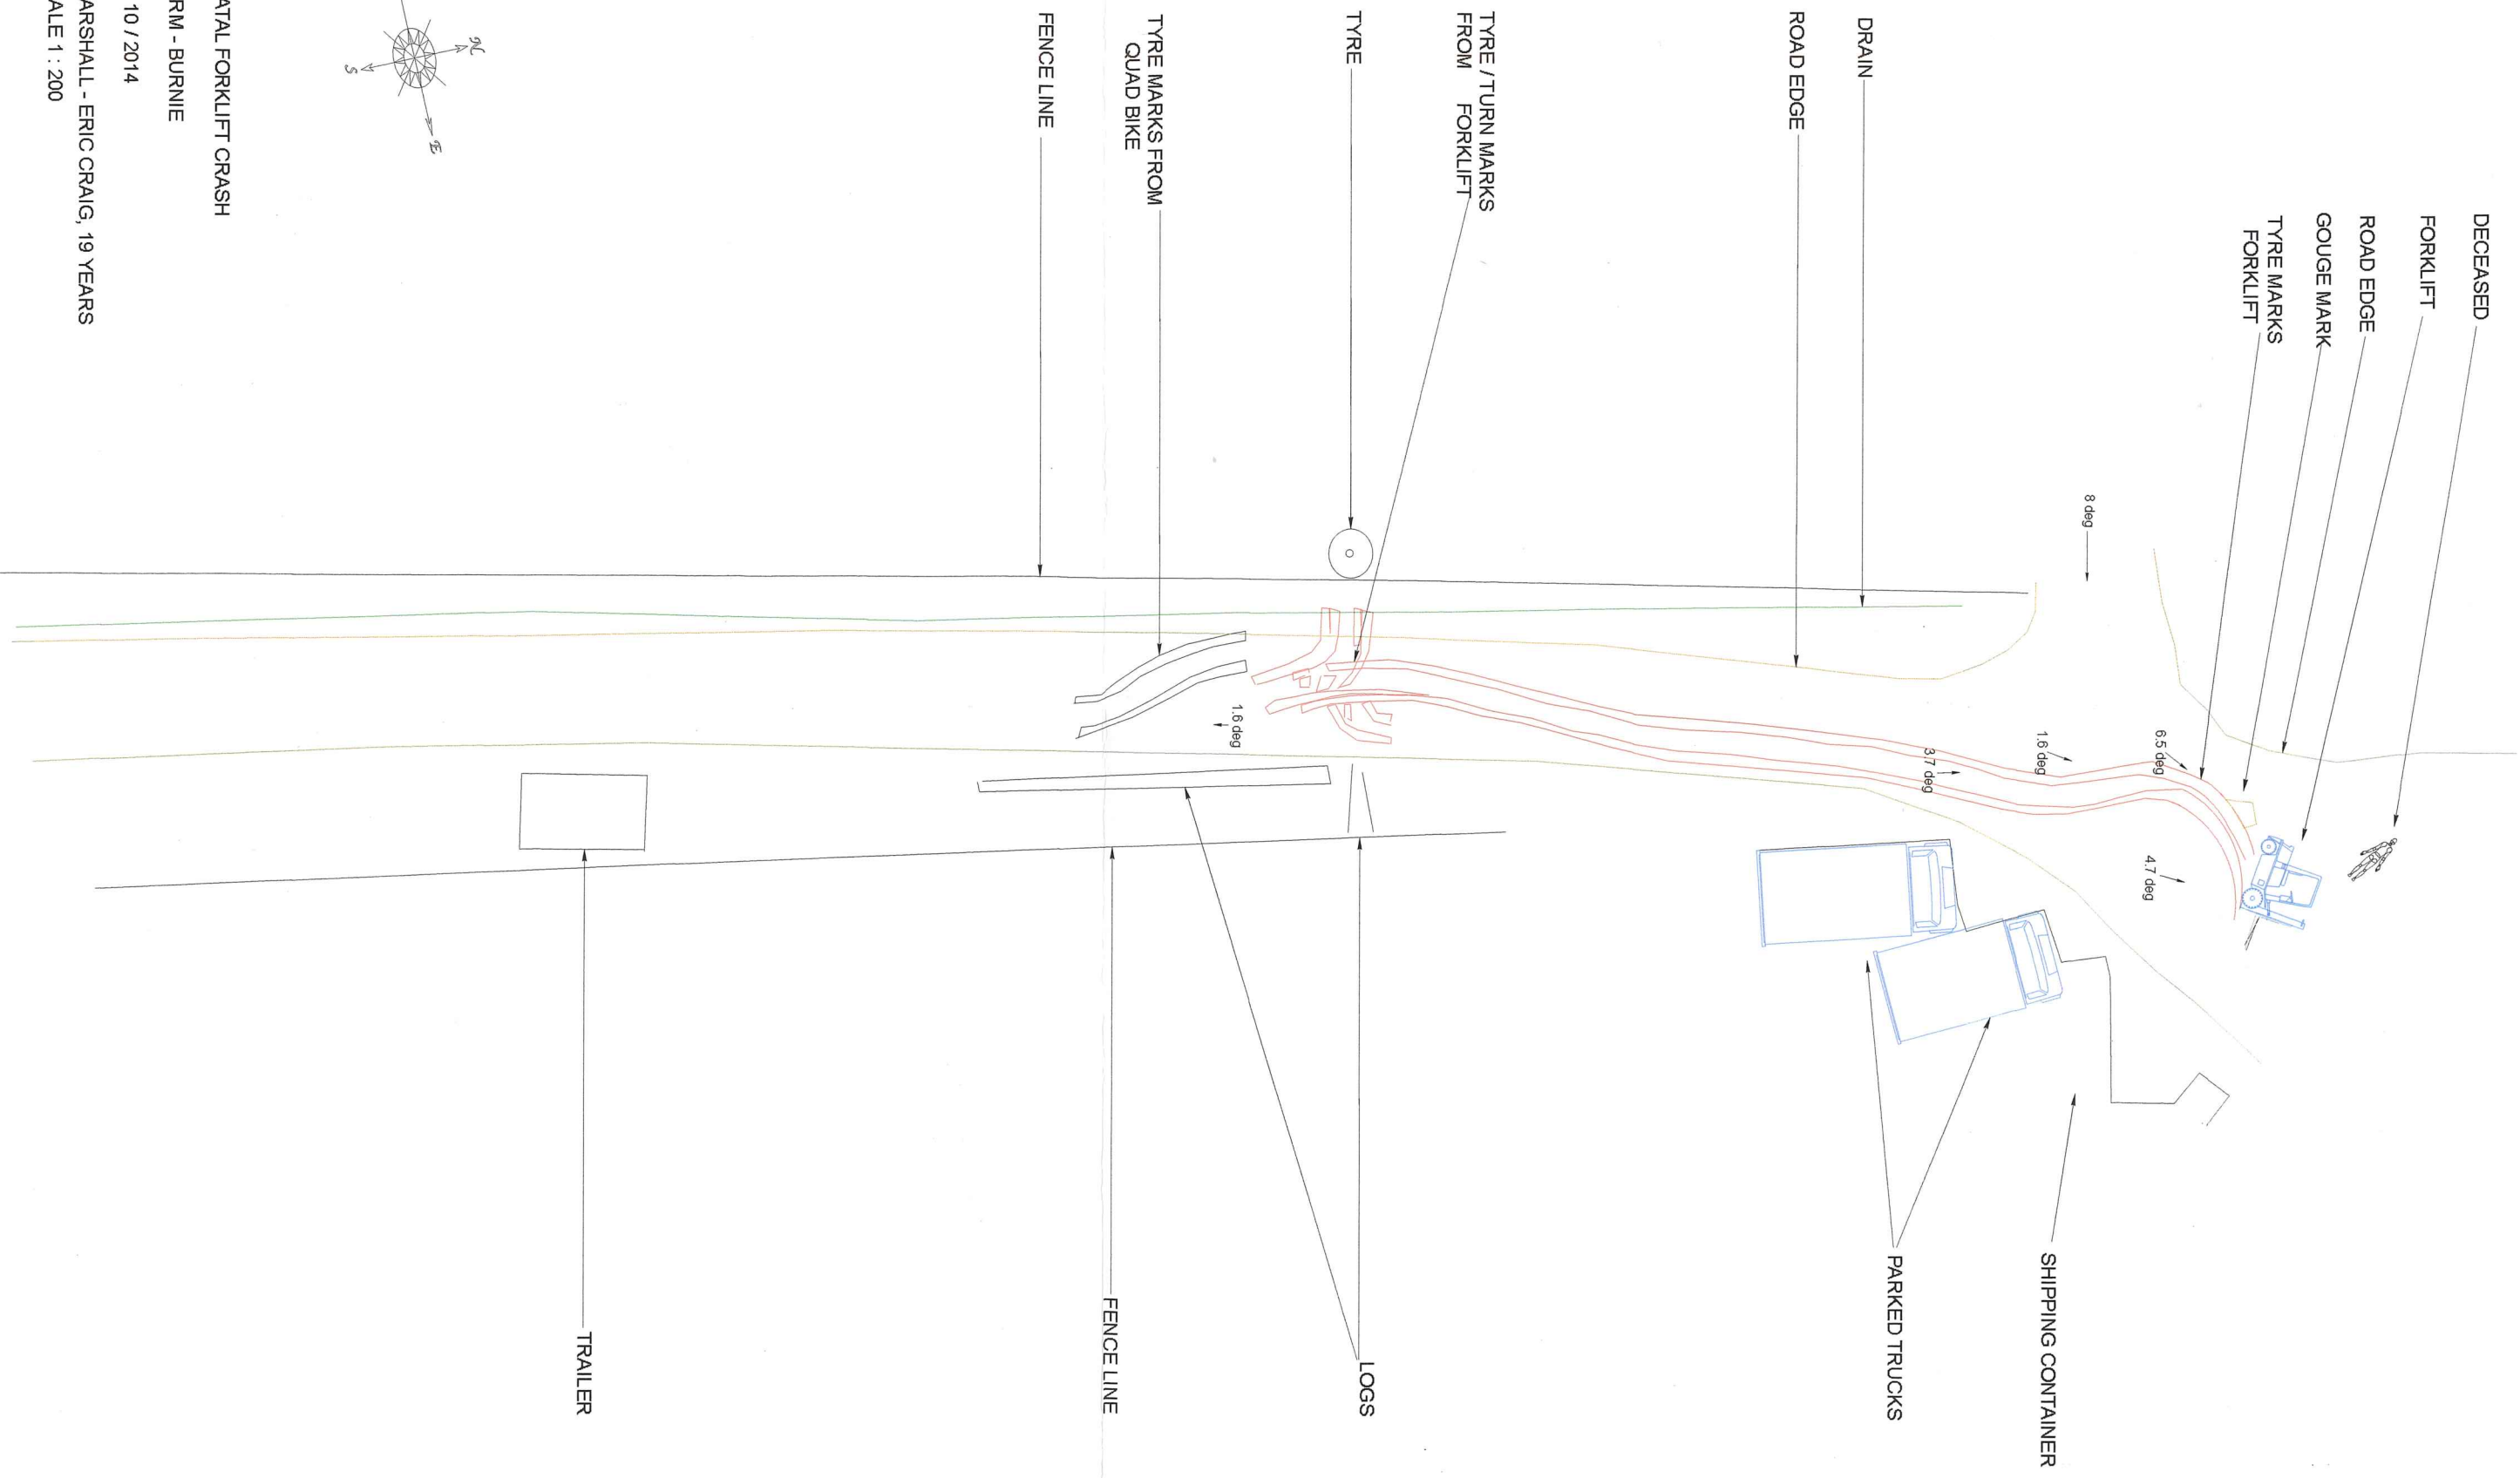 DECEASED
FORKLIFT
ROAD EDGE
GOUGE MARK
TYRE MARKS
FORKLIFT
DRAIN
ROAD EDGE
TYRE / TURN MARKS
FROM FORKLIFT
TYRE
TYRE MARKS FROM
QUAD BIKE
FENCE LINE
8 deg
6.5 deg
1.6 deg
3.7 deg
4.7 deg
1.6 deg
SHIPPING CONTAINER
PARKED TRUCKS
LOGS
FENCE LINE
TRAILER
N
E
S
ATAL FORKLIFT CRASH
RM - BURNIE
10 / 2014
ARSHALL - ERIC CRAIG, 19 YEARS
ALE 1 : 200